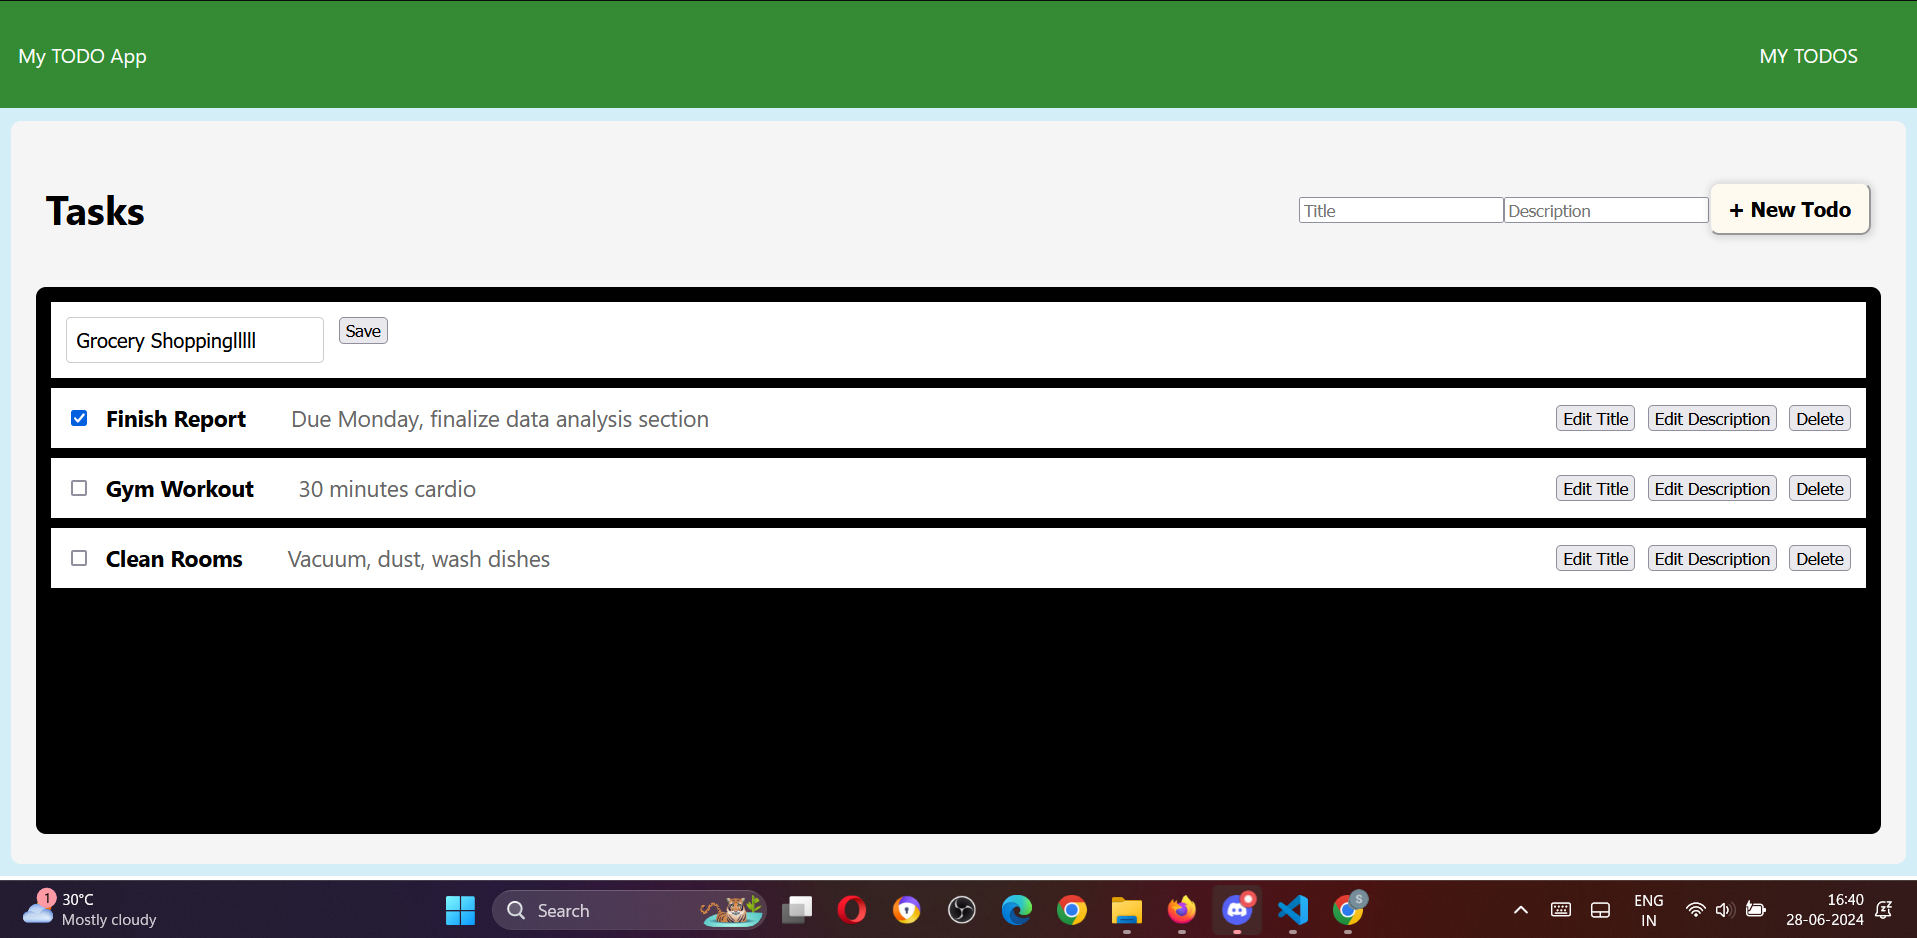 My TODO App
MY TODOS
Tasks
Title
Description
+ New Todo
Grocery Shoppinglllll
Save
Finish Report
Due Monday, finalize data analysis section
Edit Title
Edit Description
Delete
Gym Workout
30 minutes cardio
Edit Title
Edit Description
Delete
Clean Rooms
Vacuum, dust, wash dishes
Edit Title
Edit Description
Delete
1
30°C
Mostly cloudy
Search
S
ENG
IN
16:40
28-06-2024